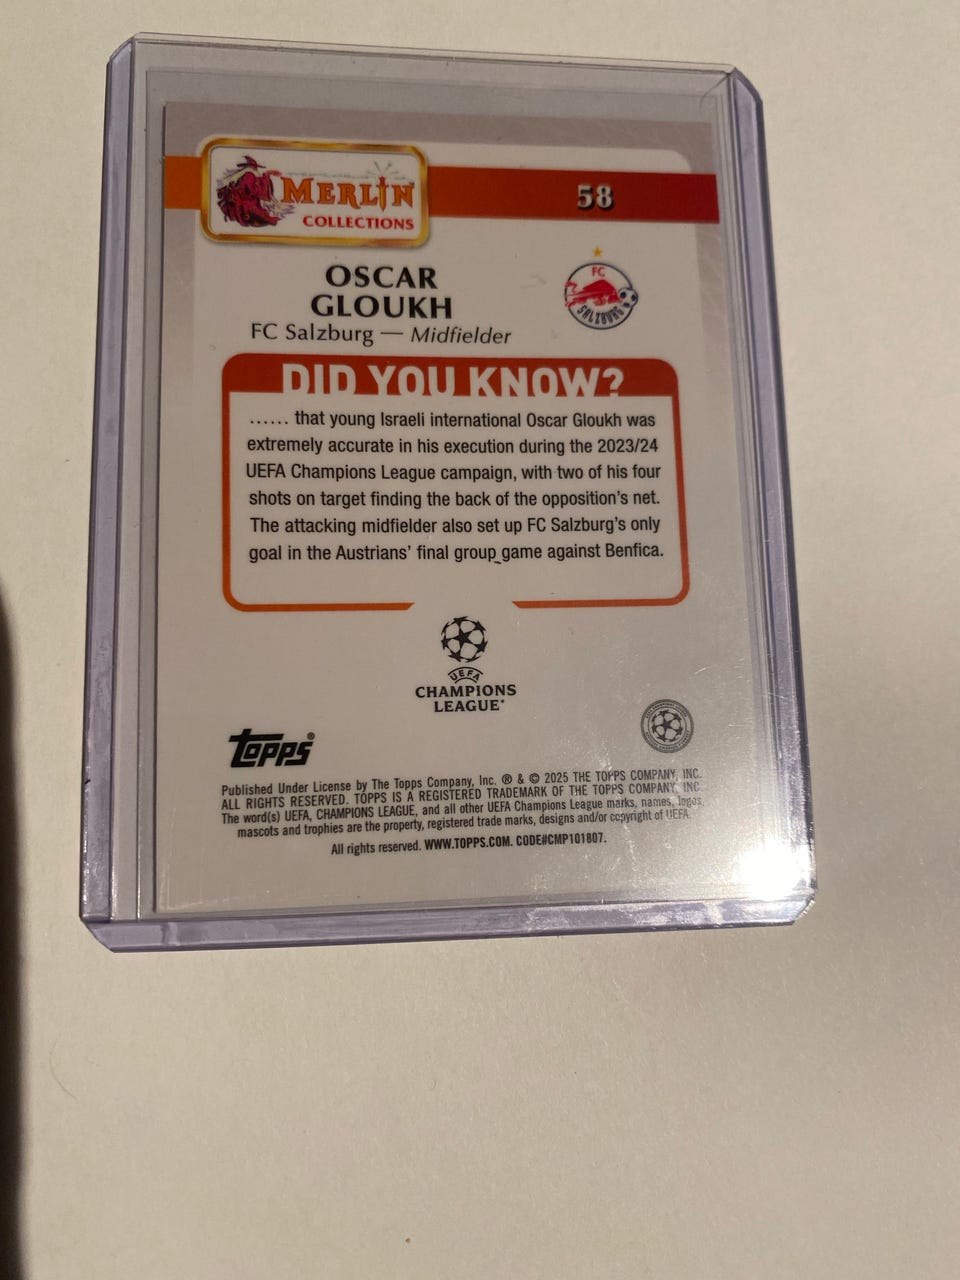 MERLIN
COLLECTIONS
58
OSCAR
GLOUKH
FC Salzburg — Midfielder
FC
SALZBURG
DID YOU KNOW?
...... that young Israeli international Oscar Gloukh was
extremely accurate in his execution during the 2023/24
UEFA Champions League campaign, with two of his four
shots on target finding the back of the opposition's net.
The attacking midfielder also set up FC Salzburg's only
goal in the Austrians' final group game against Benfica.
UEFA
CHAMPIONS
LEAGUE
Topps®
Published Under License by The Topps Company, Inc. ® & © 2025 THE TOPPS COMPANY, INC.
ALL RIGHTS RESERVED. TOPPS IS A REGISTERED TRADEMARK OF THE TOPPS COMPANY, INC.
The word(s) UEFA, CHAMPIONS LEAGUE, and all other UEFA Champions League marks, names, logos,
mascots and trophies are the property, registered trade marks, designs and/or copyright of UEFA.
All rights reserved. WWW.TOPPS.COM. CODE#CMP101807.